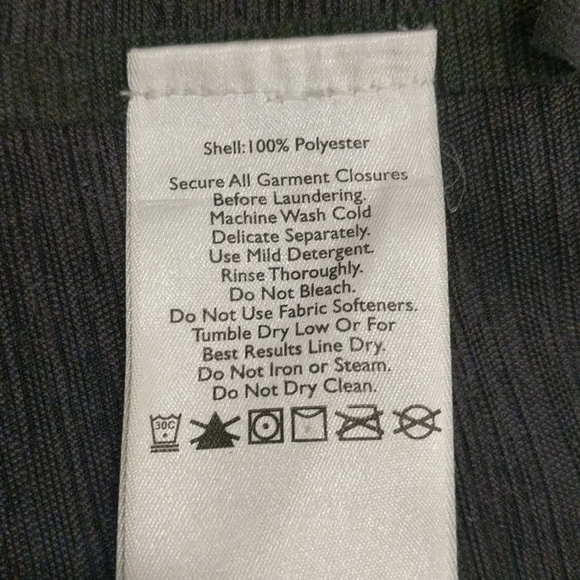 Shell:100% Polyester
Secure All Garment Closures
Before Laundering.
Machine Wash Cold
Delicate Separately.
Use Mild Detergent.
Rinse Thoroughly.
Do Not Bleach.
Do Not Use Fabric Softeners.
Tumble Dry Low Or For
Best Results Line Dry.
Do Not Iron or Steam.
Do Not Dry Clean.
30C